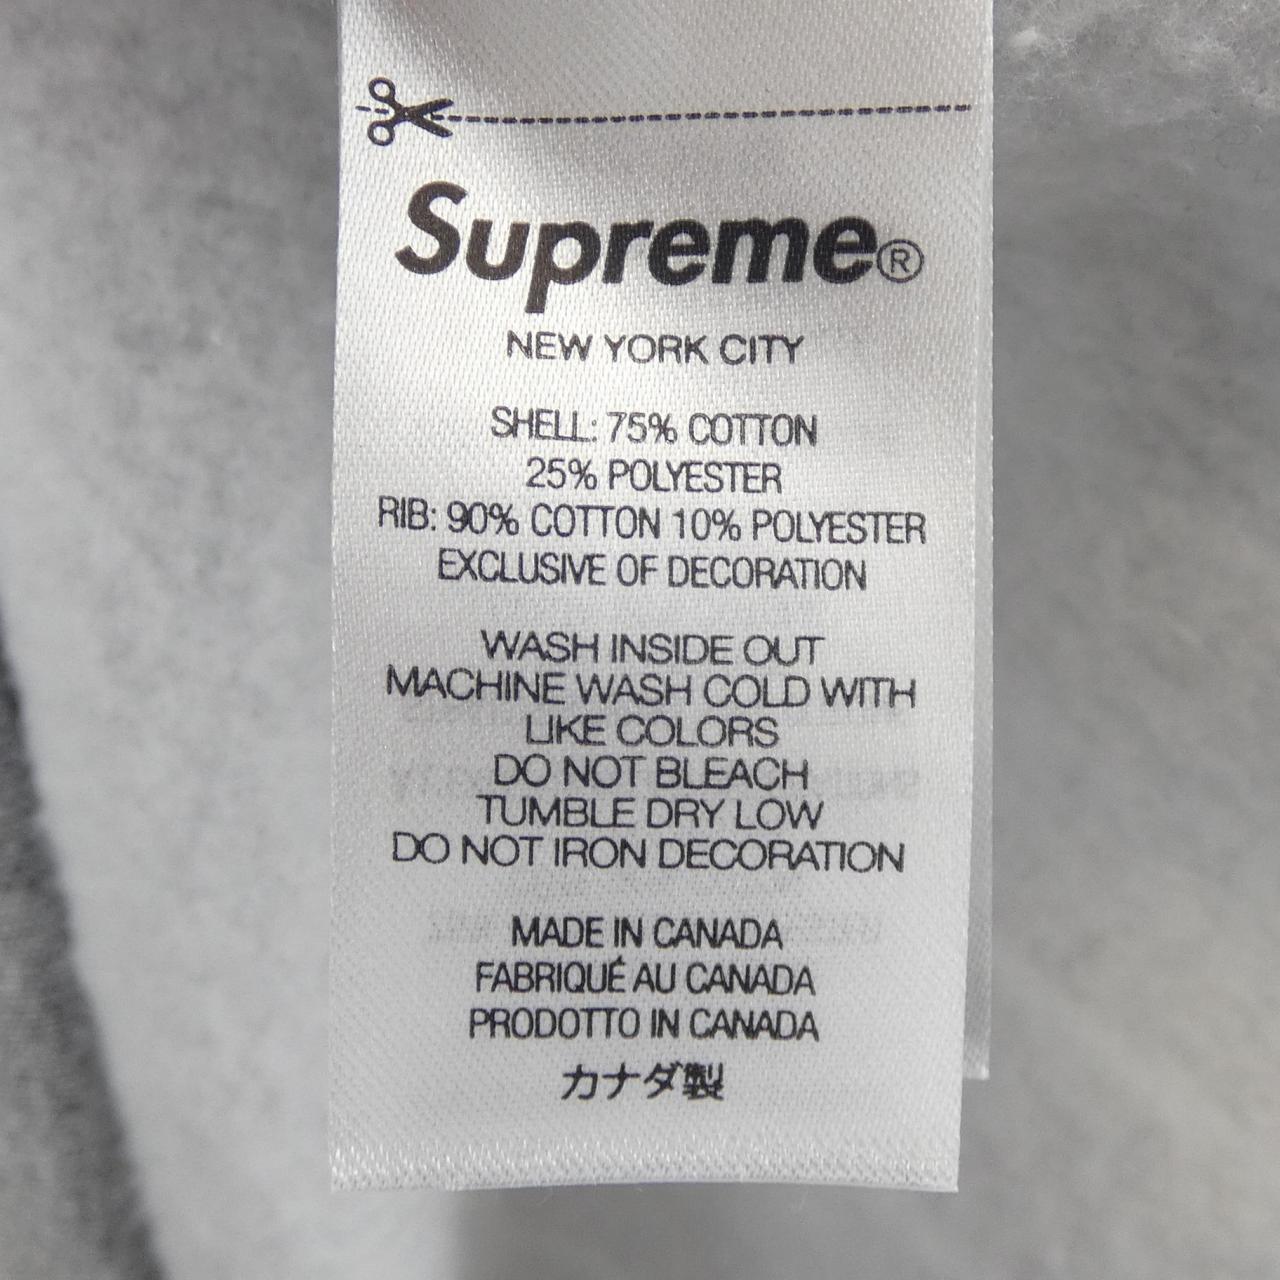 Supreme®
NEW YORK CITY
SHELL: 75% COTTON
25% POLYESTER
RIB: 90% COTTON 10% POLYESTER
EXCLUSIVE OF DECORATION
WASH INSIDE OUT
MACHINE WASH COLD WITH
LIKE COLORS
DO NOT BLEACH
TUMBLE DRY LOW
DO NOT IRON DECORATION
MADE IN CANADA
FABRIQUÉ AU CANADA
PRODOTTO IN CANADA
カナダ製